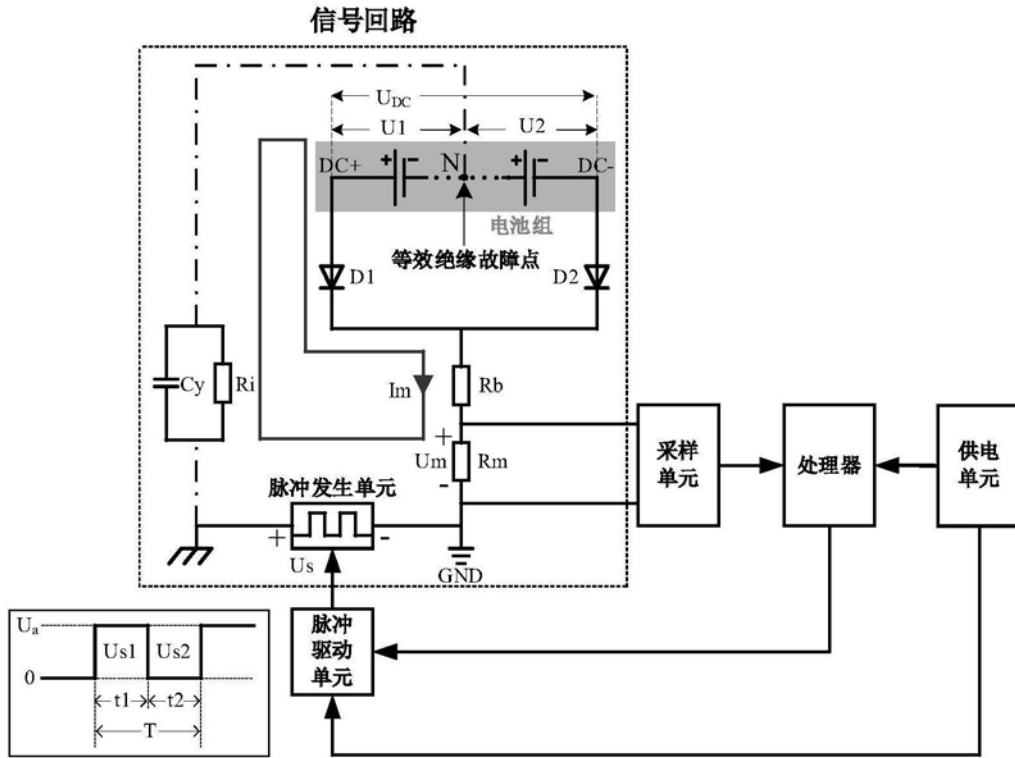 信号回路
U_DC
U1
U2
DC+
+
-
N
+
-
DC-
电池组
等效绝缘故障点
D1
D2
Cy
Ri
Im
Rb
+
Um
Rm
-
采样
单元
处理器
供电
单元
脉冲发生单元
+
-
Us
GND
脉冲
驱动
单元
U_a
Us1
Us2
0
t1
t2
T